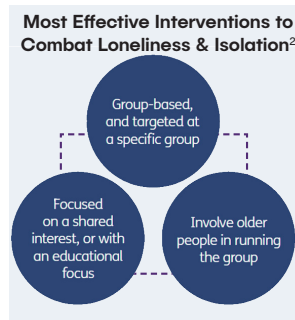 Most Effective Interventions to
Combat Loneliness & Isolation²
Group-based,
and targeted at
a specific group
Focused
on a shared
interest, or with
an educational
focus
Involve older
people in running
the group